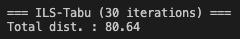 === ILS-Tabu (30 iterations) ===
Total dist. : 80.64